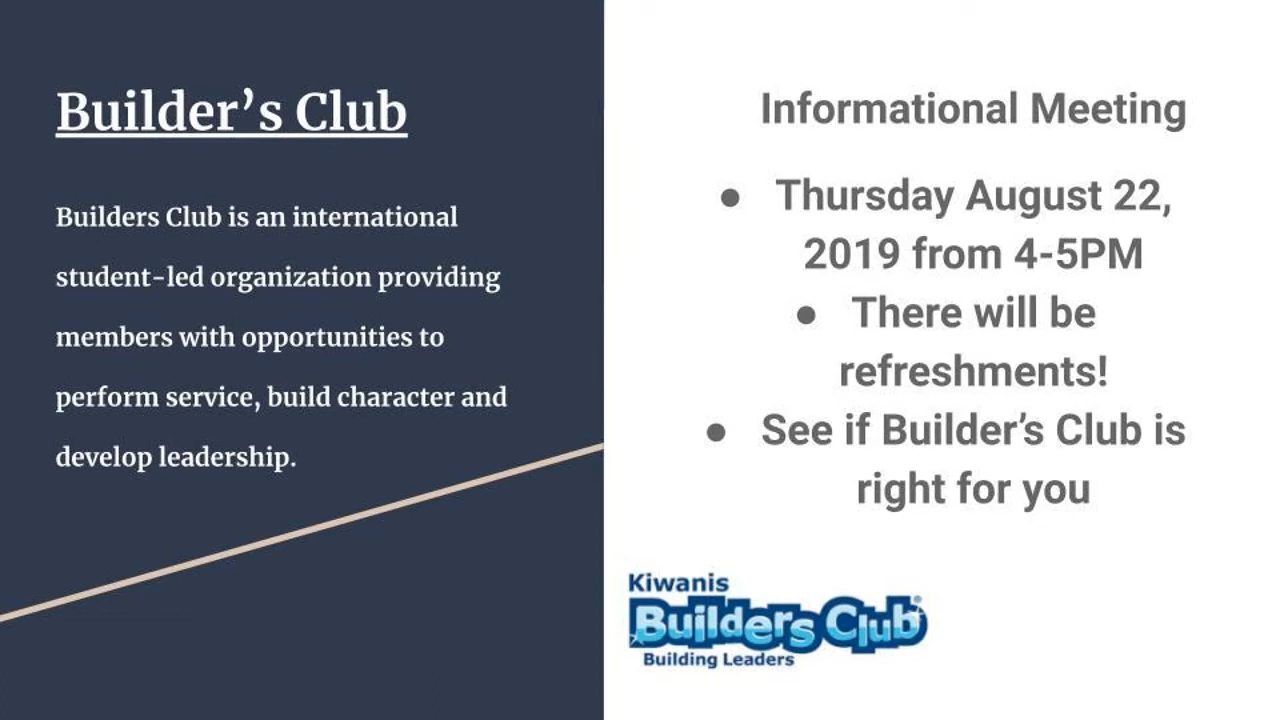 Builder’s Club
Builders Club is an international
student-led organization providing
members with opportunities to
perform service, build character and
develop leadership.
Informational Meeting
● Thursday August 22,
2019 from 4-5PM
● There will be
refreshments!
● See if Builder’s Club is
right for you
Kiwanis
Builders Club®
Building Leaders